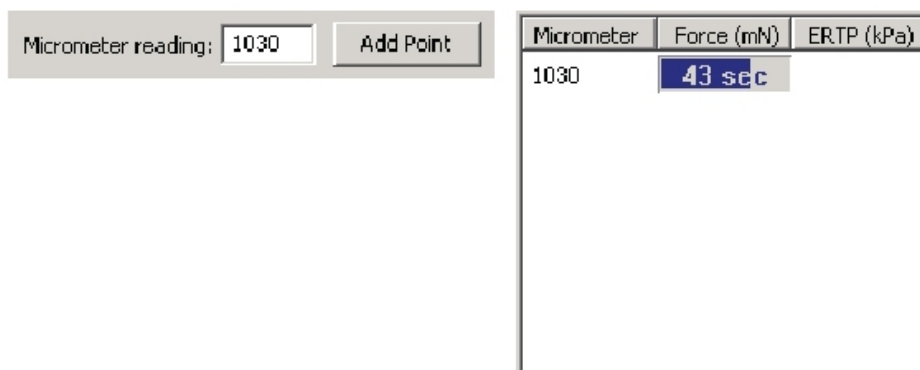 Micrometer reading: 1030 Add Point
Micrometer Force (mN) ERTP (kPa)
1030 43 sec